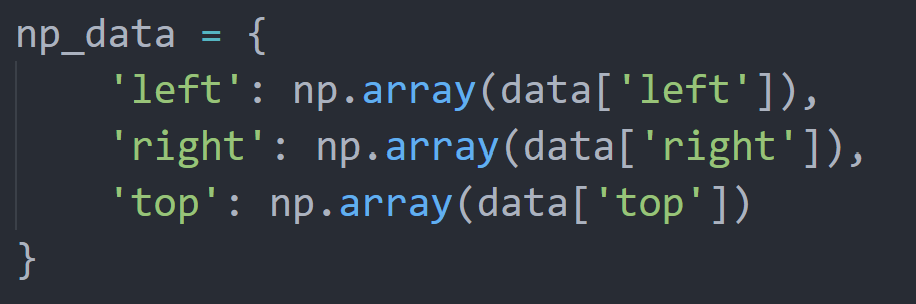 np_data = {
    'left': np.array(data['left']),
    'right': np.array(data['right']),
    'top': np.array(data['top'])
}